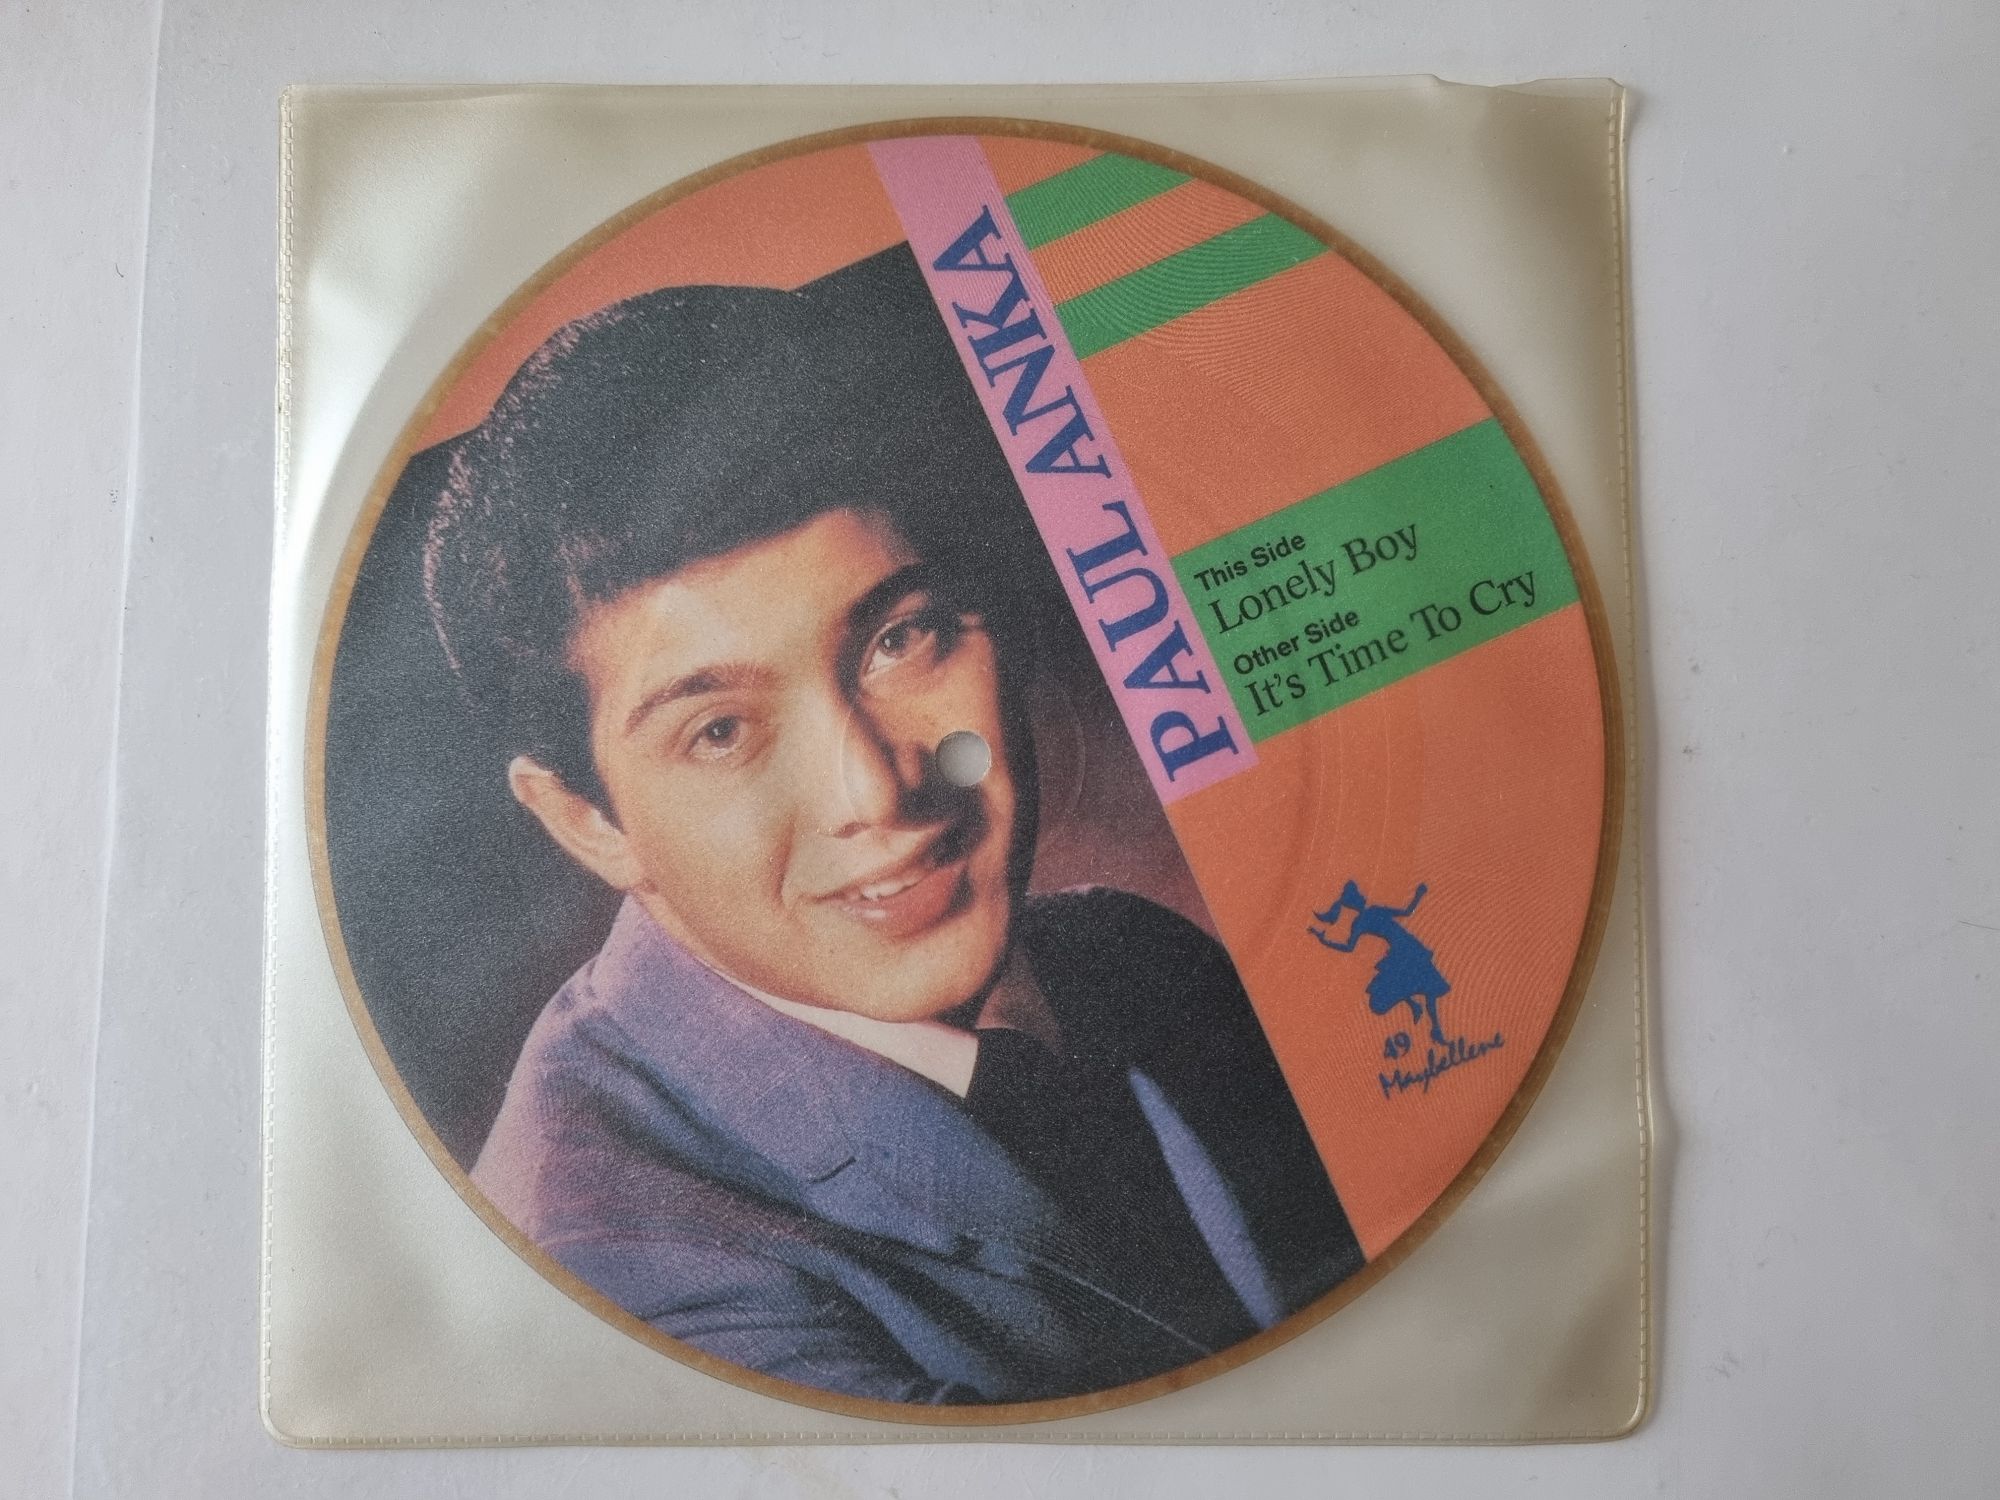 PAUL ANKA
This Side
Lonely Boy
Other Side
It's Time To Cry
49
Maybellene